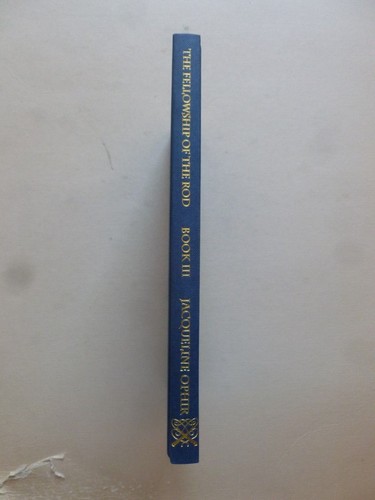 THE FELLOWSHIP OF THE ROD BOOK III JACQUELINE OPHIR